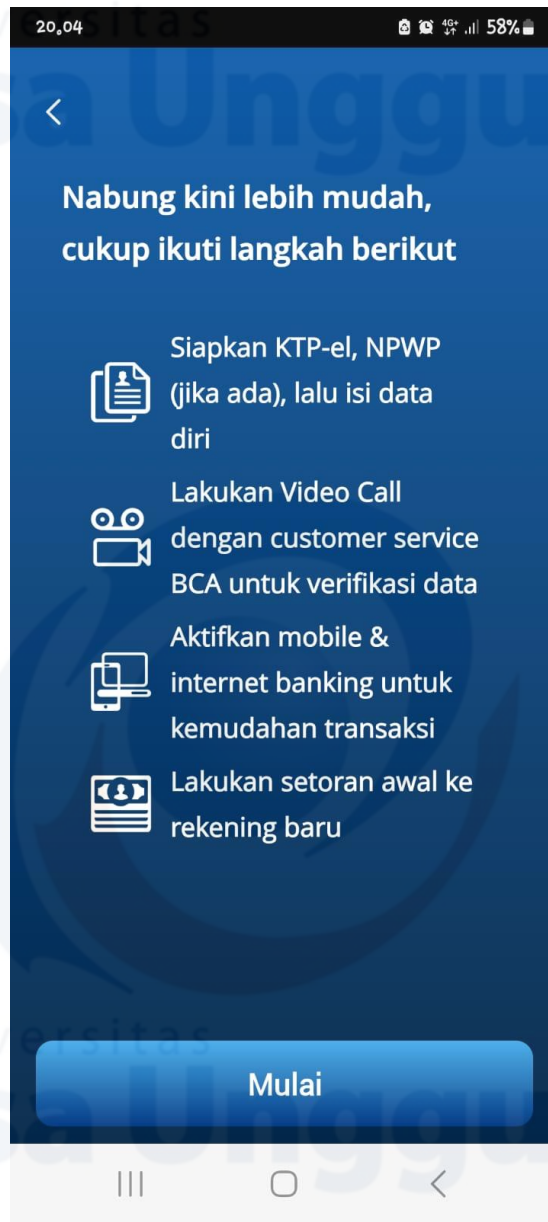 20.04
4G+
58%
Nabung kini lebih mudah,
cukup ikuti langkah berikut
Siapkan KTP-el, NPWP
(jika ada), lalu isi data
diri
Lakukan Video Call
dengan customer service
BCA untuk verifikasi data
Aktifkan mobile &
internet banking untuk
kemudahan transaksi
Lakukan setoran awal ke
rekening baru
Mulai